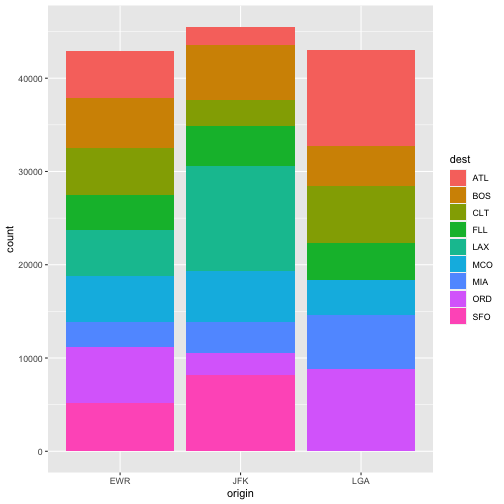 count
40000
30000
20000
10000
0
EWR
JFK
LGA
origin
dest
ATL
BOS
CLT
FLL
LAX
MCO
MIA
ORD
SFO